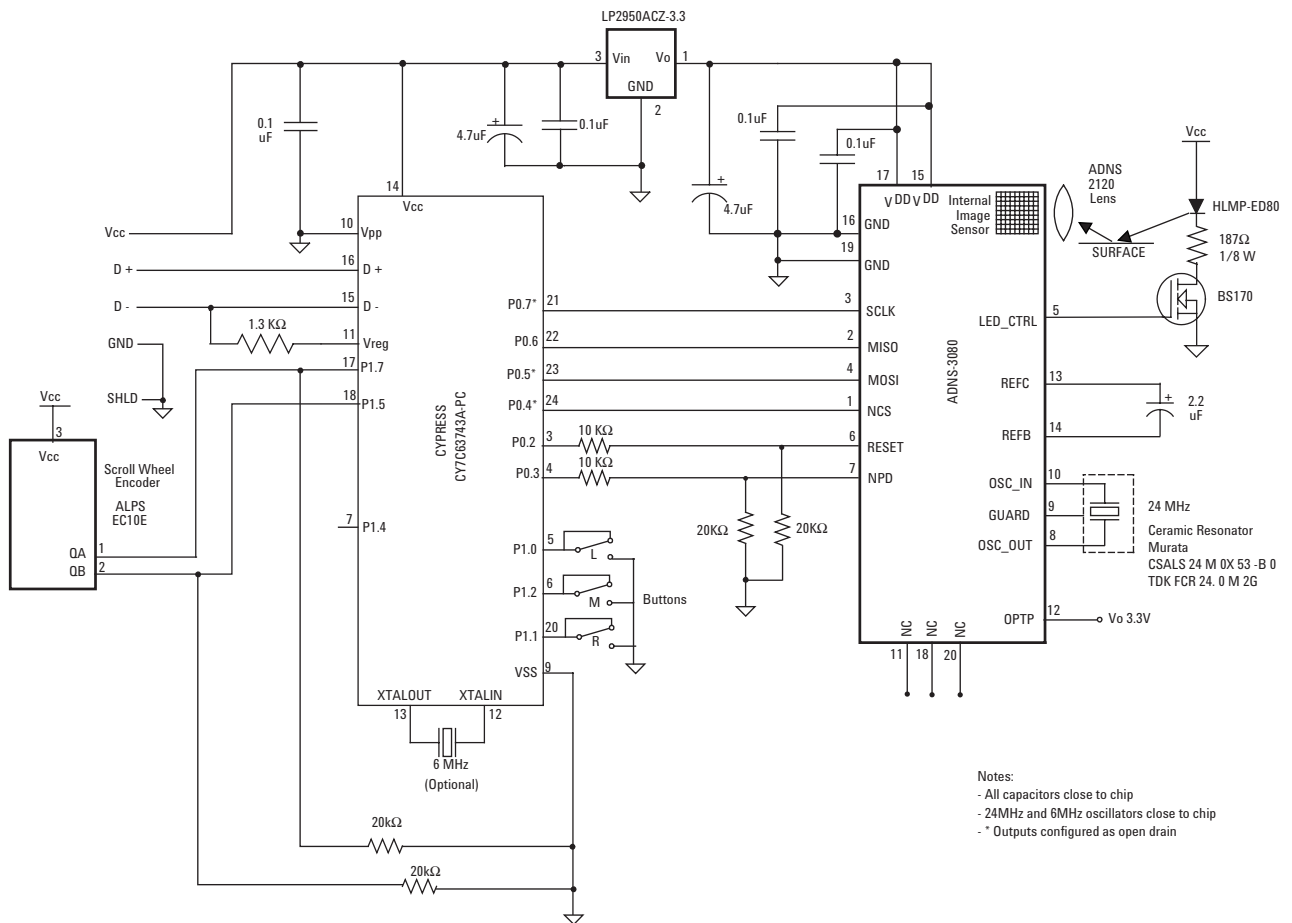 LP2950ACZ-3.3
3
Vin
Vo
1
GND
2
0.1
uF
4.7uF
+
0.1uF
0.1uF
0.1uF
+
4.7uF
14
Vcc
Vcc
10
Vpp
D +
16
D +
D -
15
D -
1.3 KΩ
11
Vreg
GND
17
P1.7
SHLD
18
P1.5
Vcc
3
Vcc
Scroll Wheel
Encoder
ALPS
EC10E
QA
1
QB
2
7
P1.4
CYPRESS
CY7C63743A-PC
P0.7*
21
P0.6
22
P0.5*
23
P0.4*
24
P0.2
3
10 KΩ
P0.3
4
10 KΩ
20KΩ
20KΩ
P1.0
5
L
P1.2
6
M
Buttons
P1.1
20
R
VSS
9
XTALOUT
XTALIN
13
12
6 MHz
(Optional)
20kΩ
20kΩ
17
15
VDD
VDD
Internal
Image
Sensor
16
GND
19
GND
3
SCLK
2
MISO
4
MOSI
1
NCS
6
RESET
7
NPD
ADNS-3080
NC
NC
NC
11
18
20
ADNS
2120
Lens
SURFACE
Vcc
HLMP-ED80
187Ω
1/8 W
BS170
LED_CTRL
5
REFC
13
+
2.2
uF
REFB
14
OSC_IN
10
GUARD
9
OSC_OUT
8
24 MHz
Ceramic Resonator
Murata
CSALS 24 M 0X 53 -B 0
TDK FCR 24. 0 M 2G
OPTP
12
Vo 3.3V
Notes:
- All capacitors close to chip
- 24MHz and 6MHz oscillators close to chip
- * Outputs configured as open drain